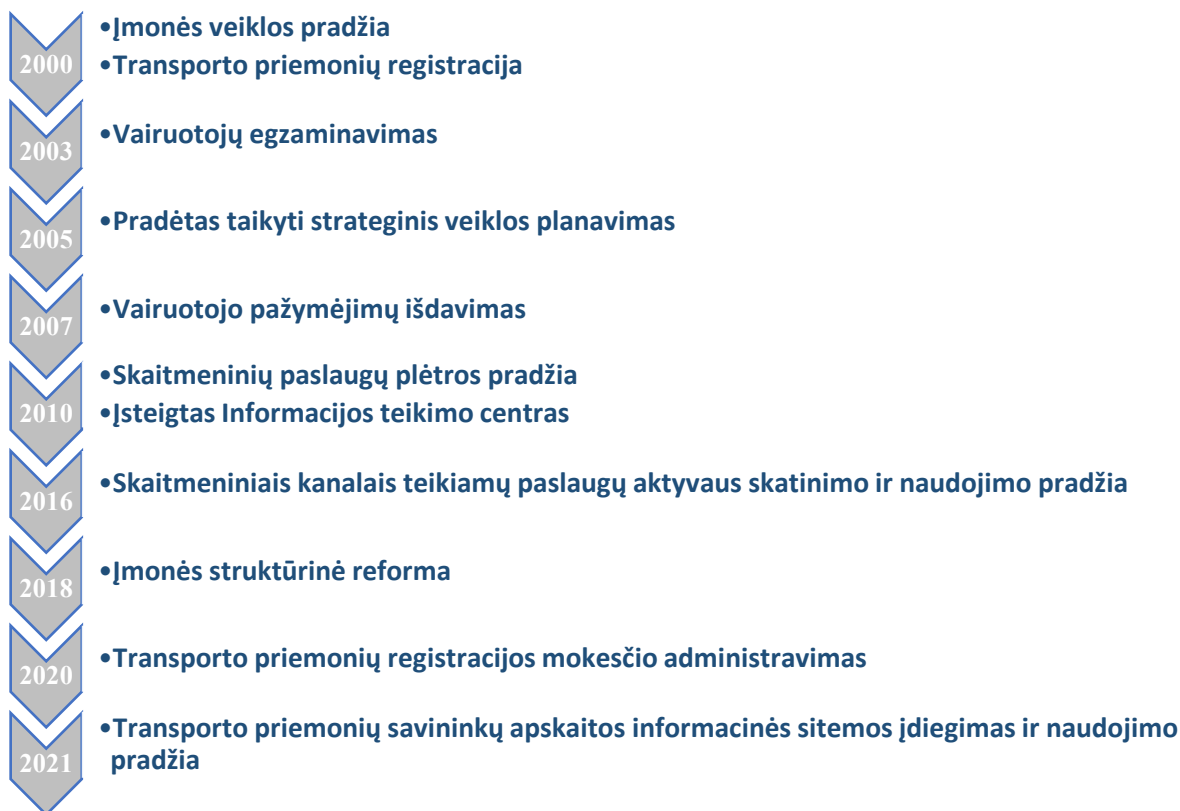 •Įmonės veiklos pradžia
2000
•Transporto priemonių registracija
2003
•Vairuotojų egzaminavimas
2005
•Pradėtas taikyti strateginis veiklos planavimas
2007
•Vairuotojo pažymėjimų išdavimas
•Skaitmeninių paslaugų plėtros pradžia
2010
•Įsteigtas Informacijos teikimo centras
2016
•Skaitmeniniais kanalais teikiamų paslaugų aktyvaus skatinimo ir naudojimo pradžia
2018
•Įmonės struktūrinė reforma
2020
•Transporto priemonių registracijos mokesčio administravimas
2021
•Transporto priemonių savininkų apskaitos informacinės sitemos įdiegimas ir naudojimo
pradžia